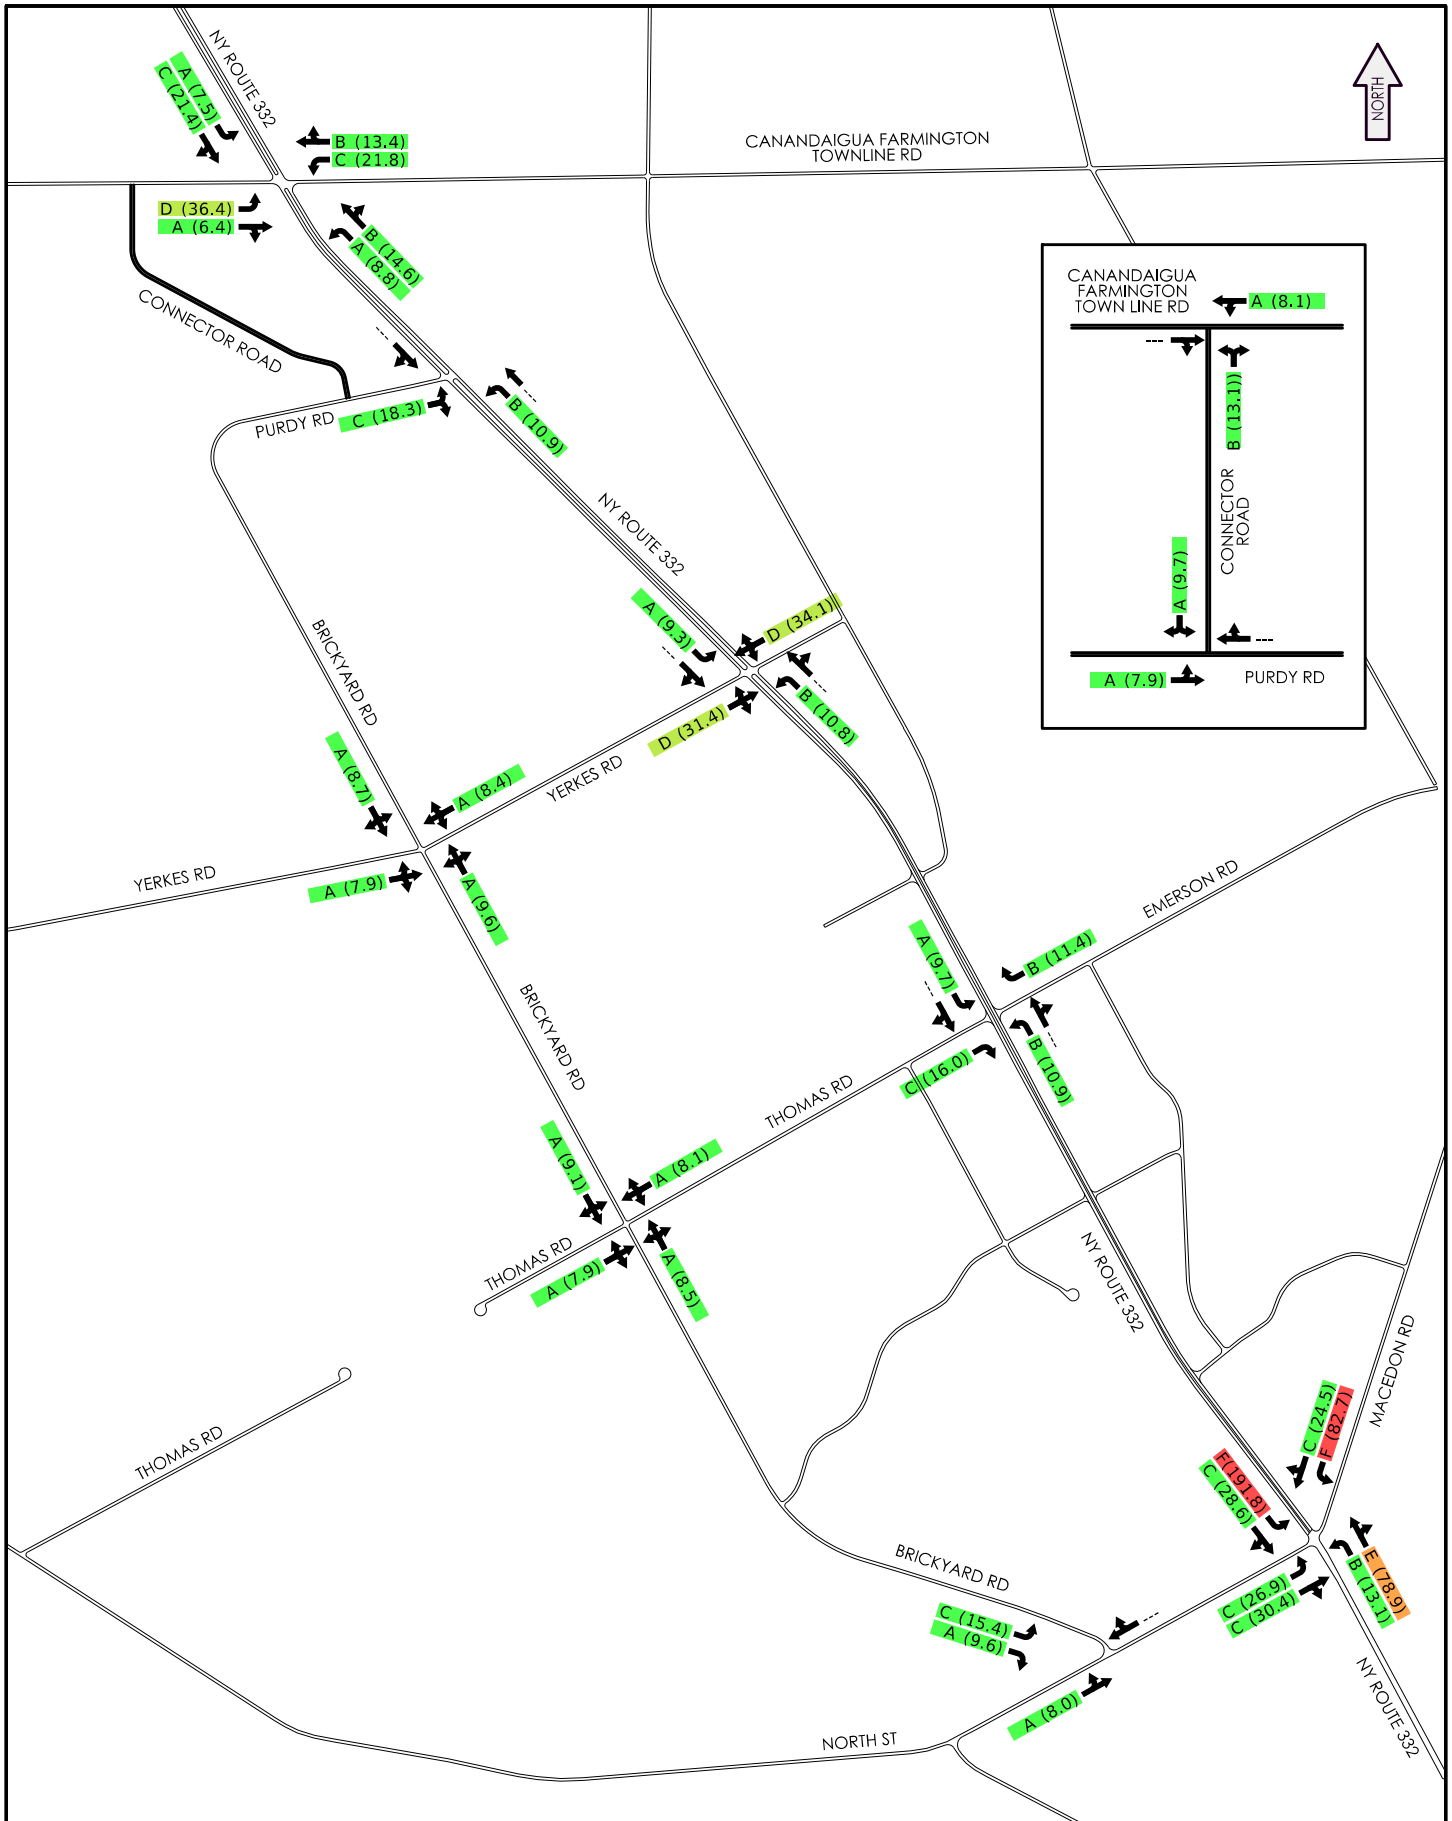 NY ROUTE 332
A (7.5)
C (21.4)
B (13.4)
C (21.8)
CANANDAIGUA FARMINGTON
TOWNLINE RD
NORTH
D (36.4)
A (6.4)
B (14.6)
A (8.8)
CONNECTOR ROAD
PURDY RD
C (18.3)
B (10.9)
CANANDAIGUA
FARMINGTON
TOWN LINE RD
A (8.1)
B (13.1))
CONNECTOR
ROAD
A (9.7)
A (7.9)
PURDY RD
NY ROUTE 332
A (9.3)
D (34.1)
D (31.4)
B (10.8)
BRICKYARD RD
A (8.7)
A (8.4)
YERKES RD
YERKES RD
A (7.9)
A (9.6)
EMERSON RD
A (9.7)
B (11.4)
C (16.0)
B (10.9)
BRICKYARD RD
THOMAS RD
A (9.1)
A (8.1)
THOMAS RD
A (7.9)
A (8.5)
NY ROUTE 332
MACEDON RD
THOMAS RD
C (24.5)
F (82.7)
F(191.8)
C (28.6)
E (78.9)
B (13.1)
C (26.9)
C (30.4)
BRICKYARD RD
C (15.4)
A (9.6)
A (8.0)
NORTH ST
NY ROUTE 332